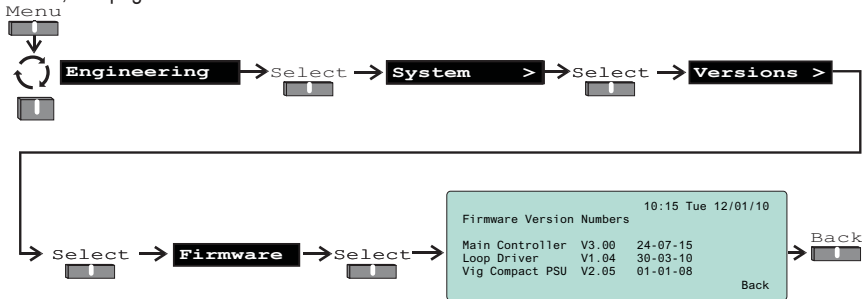 Menu
Engineering Select System > Select Versions >
Select Firmware Select
10:15 Tue 12/01/10
Firmware Version Numbers
Main Controller V3.00 24-07-15
Loop Driver V1.04 30-03-10
Vig Compact PSU V2.05 01-01-08
Back
Back